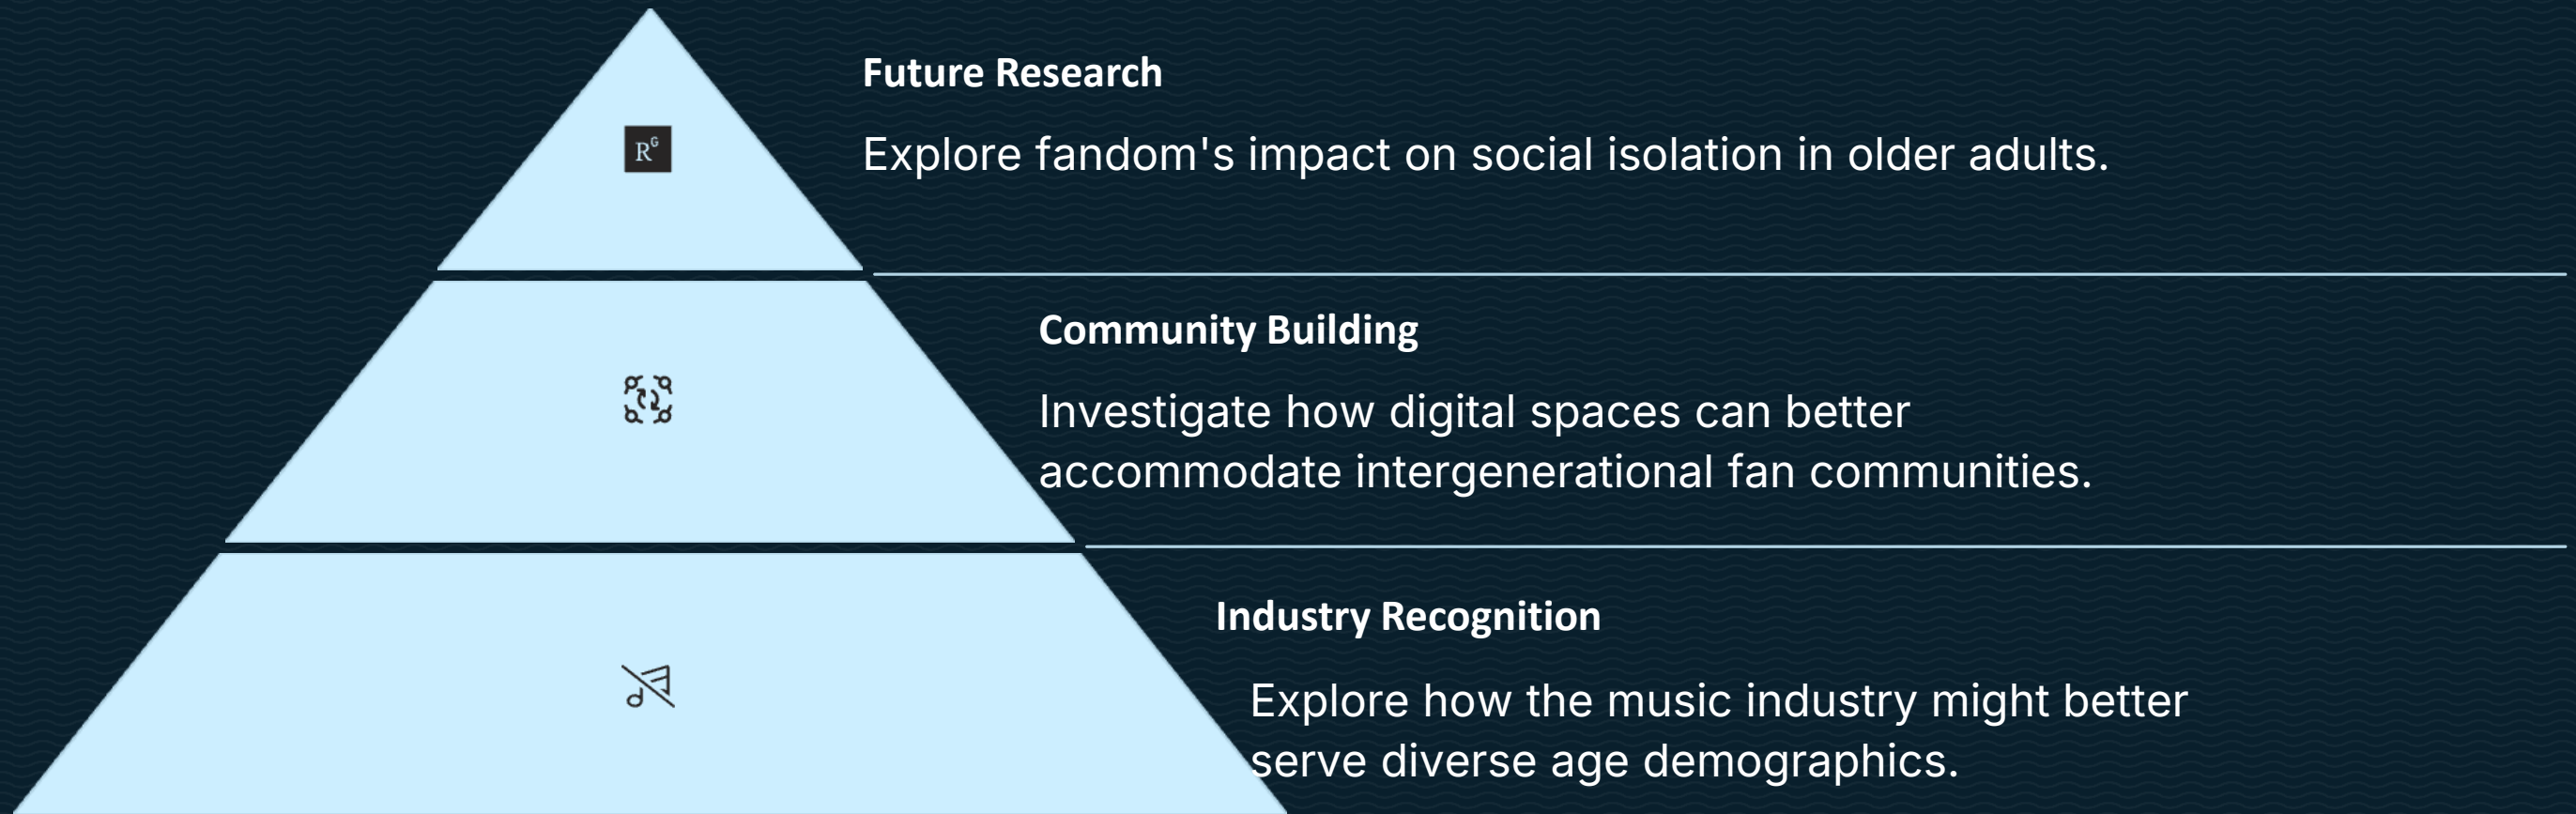 Future Research
RG
Explore fandom's impact on social isolation in older adults.
Community Building
Investigate how digital spaces can better
accommodate intergenerational fan communities.
Industry Recognition
Explore how the music industry might better
serve diverse age demographics.